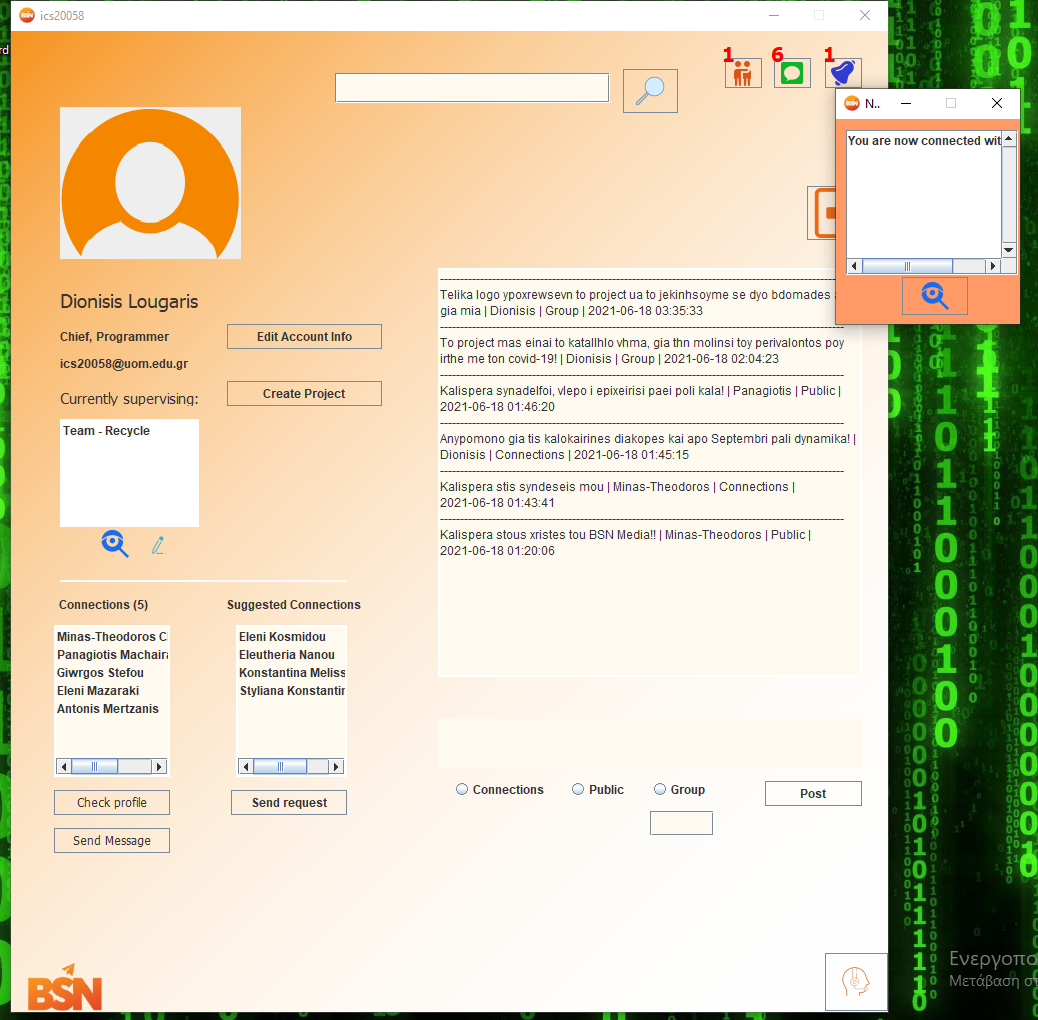 rd
BSN ics20058
1 6 1
BSN N..
You are now connected wit
Dionisis Lougaris
Chief, Programmer
Edit Account Info
ics20058@uom.edu.gr
Currently supervising:
Create Project
Team - Recycle
Telika logo ypoxrewsevn to project ua to jekinhsoyme se dyo bdomades
gia mia | Dionisis | Group | 2021-06-18 03:35:33
To project mas einai to katallhlo vhma, gia thn molinsi toy perivalontos poy
irthe me ton covid-19! | Dionisis | Group | 2021-06-18 02:04:23
Kalispera synadelfoi, vlepo i epixeirisi paei poli kala! | Panagiotis | Public |
2021-06-18 01:46:20
Anypomono gia tis kalokairines diakopes kai apo Septembri pali dynamika! |
Dionisis | Connections | 2021-06-18 01:45:15
Kalispera stis syndeseis mou | Minas-Theodoros | Connections |
2021-06-18 01:43:41
Kalispera stous xristes tou BSN Media!! | Minas-Theodoros | Public |
2021-06-18 01:20:06
Connections (5)
Minas-Theodoros C
Panagiotis Machaira
Giwrgos Stefou
Eleni Mazaraki
Antonis Mertzanis
Check profile
Send Message
Suggested Connections
Eleni Kosmidou
Eleutheria Nanou
Konstantina Meliss
Styliana Konstantin
Send request
Connections Public Group
Post
BSN
Ενεργοπο
Μετάβαση στ